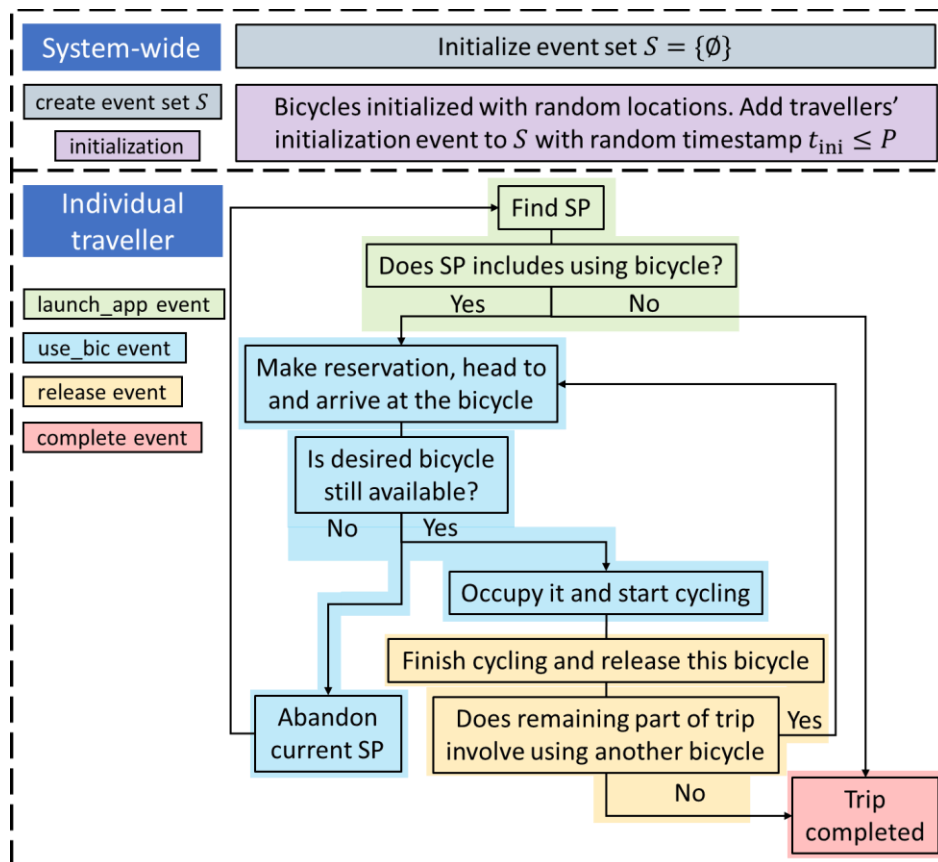 System-wide
Initialize event set S = {∅}
create event set S
initialization
Bicycles initialized with random locations. Add travellers’
initialization event to S with random timestamp t_ini ≤ P
Individual
traveller
launch_app event
use_bic event
release event
complete event
Find SP
Does SP includes using bicycle?
Yes
No
Make reservation, head to
and arrive at the bicycle
Is desired bicycle
still available?
No
Yes
Occupy it and start cycling
Finish cycling and release this bicycle
Abandon
current SP
Does remaining part of trip
involve using another bicycle
Yes
No
Trip
completed